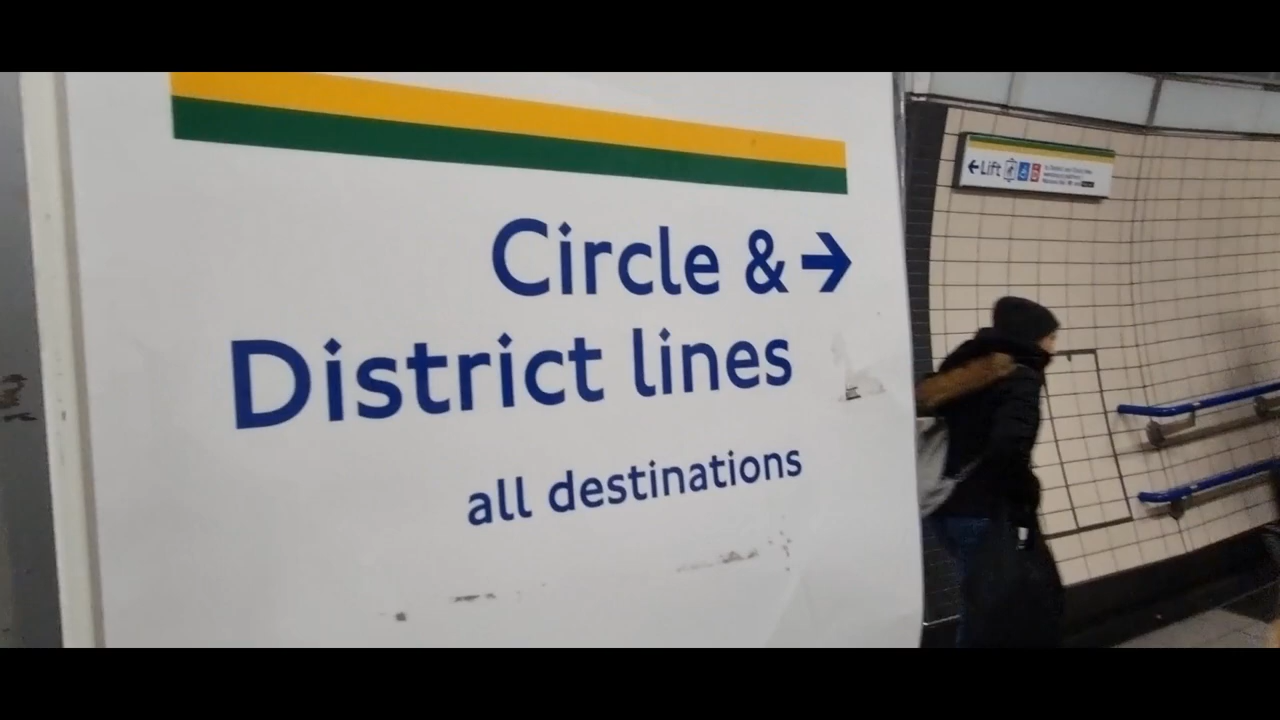 Circle & →
District lines
all destinations
← Lift